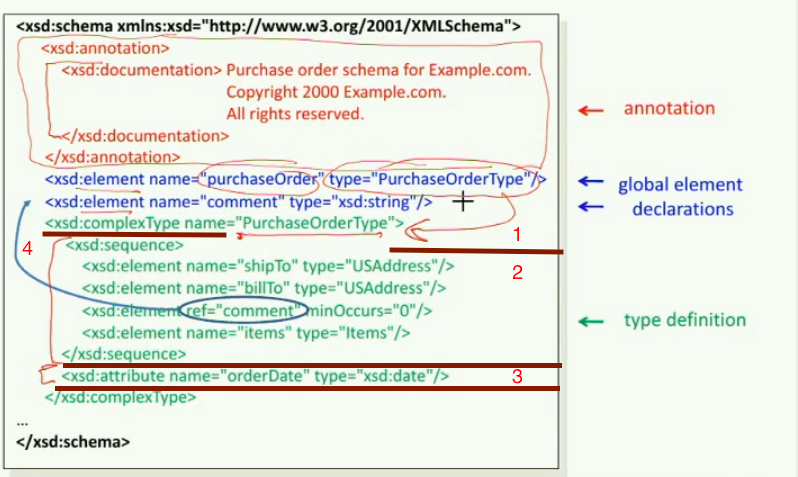 <xsd:schema xmlns:xsd="http://www.w3.org/2001/XMLSchema">
<xsd:annotation>
<xsd:documentation> Purchase order schema for Example.com.
Copyright 2000 Example.com.
All rights reserved.
</xsd:documentation>
annotation
</xsd:annotation>
<xsd:element name="purchaseOrder" type="PurchaseOrderType"/>
global element
<xsd:element name="comment" type="xsd:string"/>
declarations
<xsd:complexType name="PurchaseOrderType">
1
4
<xsd:sequence>
2
<xsd:element name="shipTo" type="USAddress"/>
<xsd:element name="billTo" type="USAddress"/>
<xsd:element ref="comment" minOccurs="0"/>
type definition
<xsd:element name="items" type="Items"/>
</xsd:sequence>
<xsd:attribute name="orderDate" type="xsd:date"/>
3
</xsd:complexType>
...
</xsd:schema>